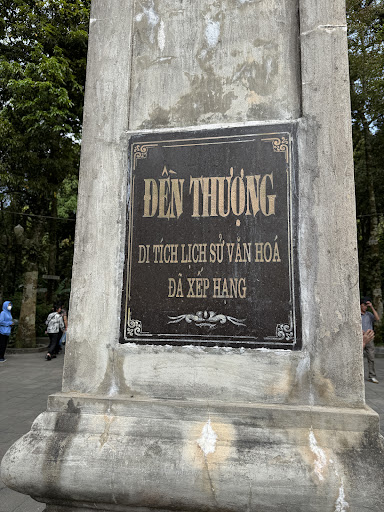 ĐỀN THƯỢNG
DI TÍCH LỊCH SỬ VĂN HOÁ
ĐÃ XẾP HẠNG